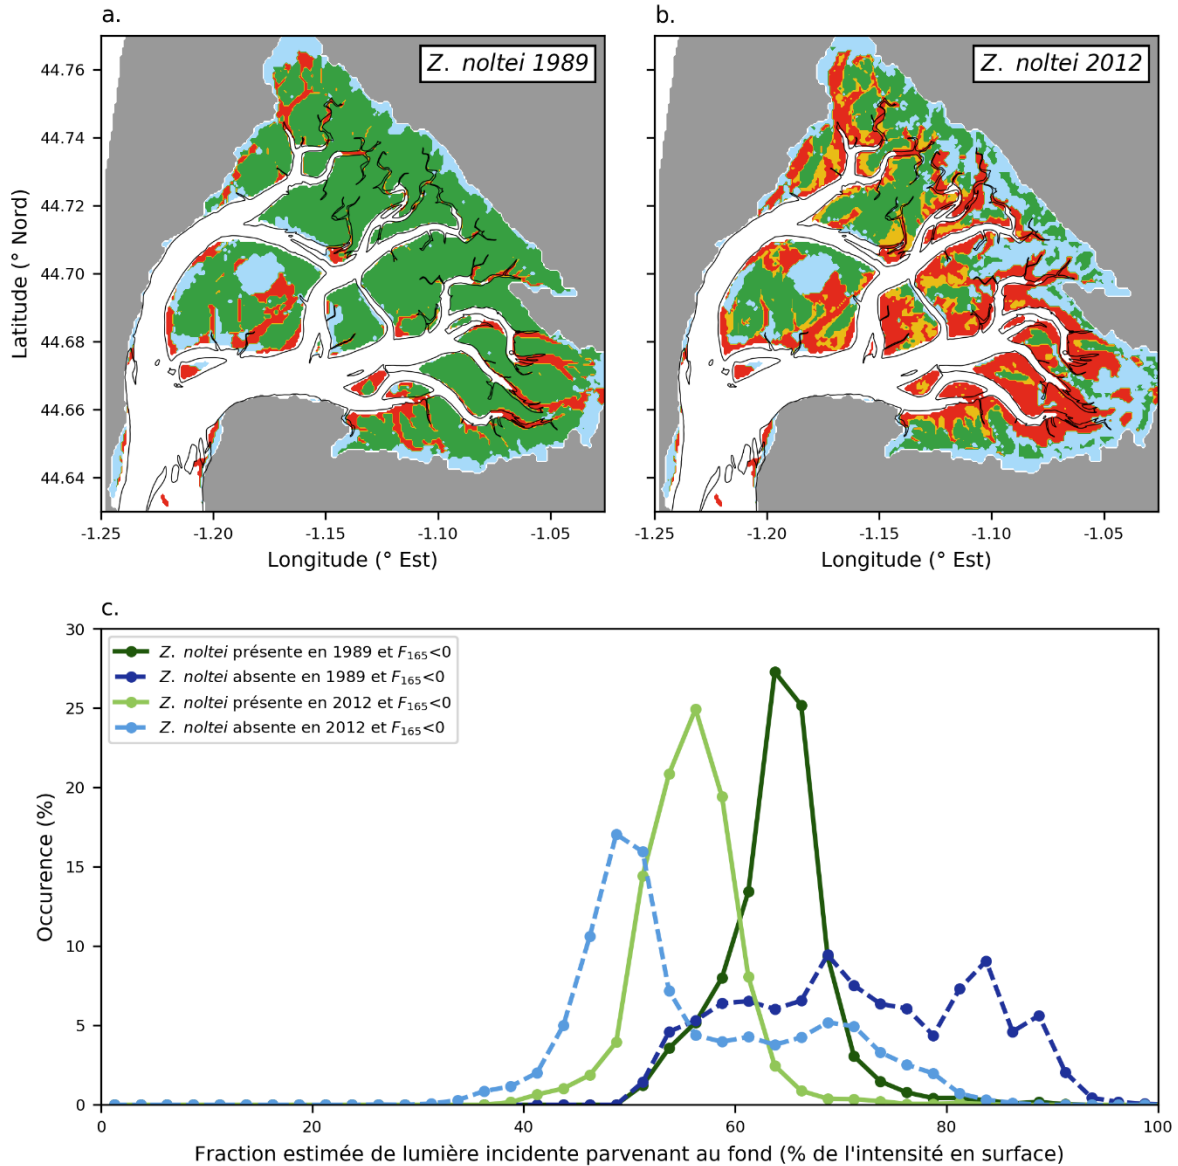 a.
Z. noltei 1989
44.76
44.74
44.72
44.70
44.68
44.66
44.64
Latitude (° Nord)
-1.25
-1.20
-1.15
-1.10
-1.05
Longitude (° Est)
b.
Z. noltei 2012
-1.25
-1.20
-1.15
-1.10
-1.05
Longitude (° Est)
c.
30
25
20
15
10
5
0
Occurence (%)
Z. noltei présente en 1989 et F₁₆₅<0
Z. noltei absente en 1989 et F₁₆₅<0
Z. noltei présente en 2012 et F₁₆₅<0
Z. noltei absente en 2012 et F₁₆₅<0
0
20
40
60
80
100
Fraction estimée de lumière incidente parvenant au fond (% de l'intensité en surface)